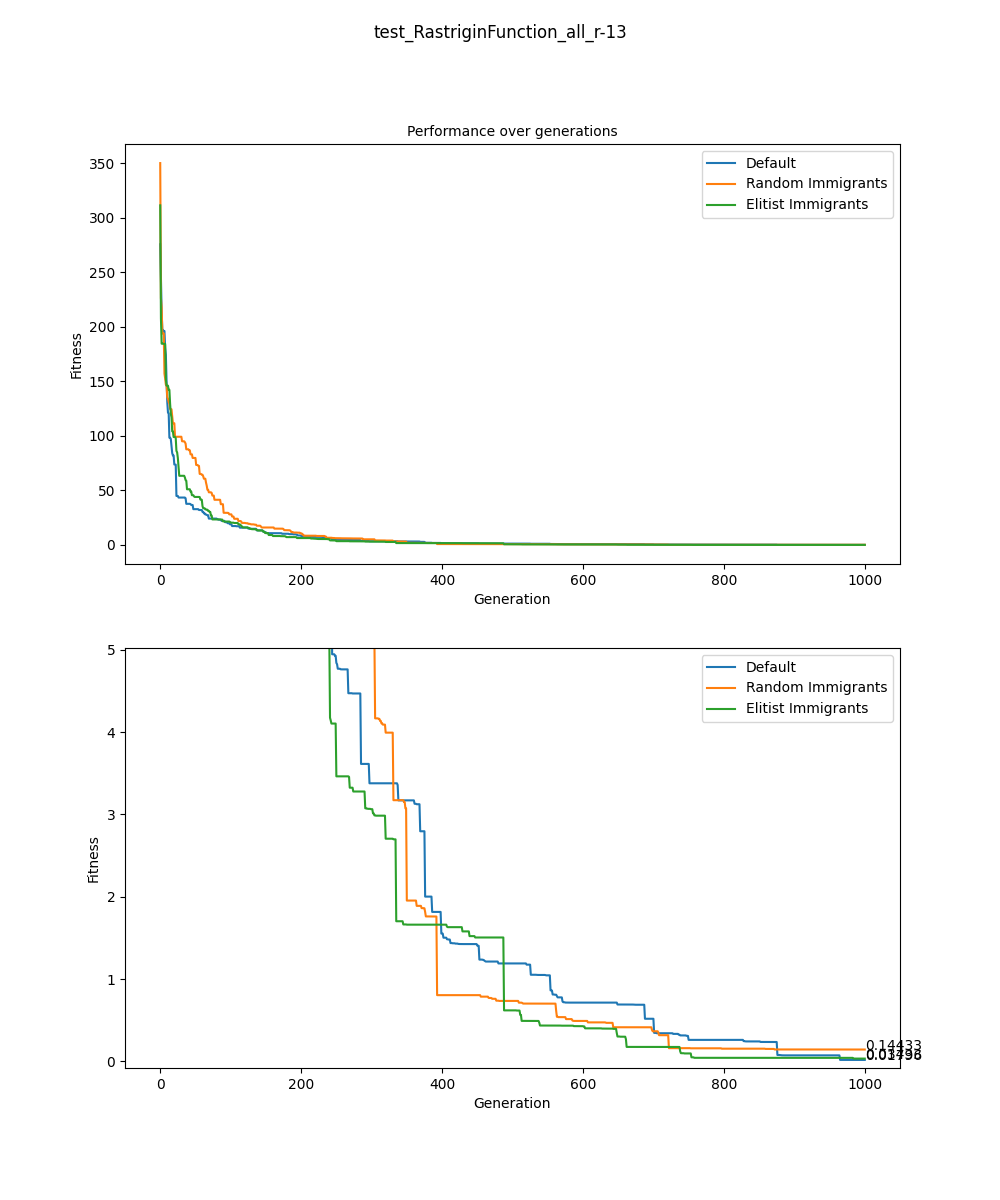 test_RastriginFunction_all_r-13
Performance over generations
Fitness
350
300
250
200
150
100
50
0
Default
Random Immigrants
Elitist Immigrants
0 200 400 600 800 1000
Generation
Fitness
5
4
3
2
1
0
Default
Random Immigrants
Elitist Immigrants
0.14433
0 200 400 600 800 1000
Generation